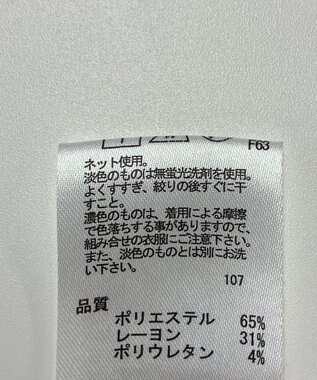 F63
ネット使用。
淡色のものは無蛍光洗剤を使用。
よくすすぎ、絞りの後すぐに干
すこと。
濃色のものは、着用による摩擦
で色落ちする事がありますので、
組み合せの衣服にご注意下さい。
また、淡色のものとは別にお洗
い下さい。
107
品質
ポリエステル 65%
レーヨン 31%
ポリウレタン 4%